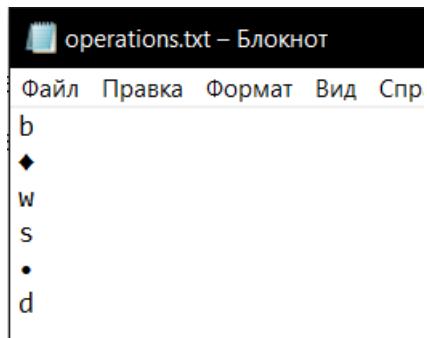 operations.txt – Блокнот
Файл Правка Формат Вид Спр
b
◆
w
s
•
d